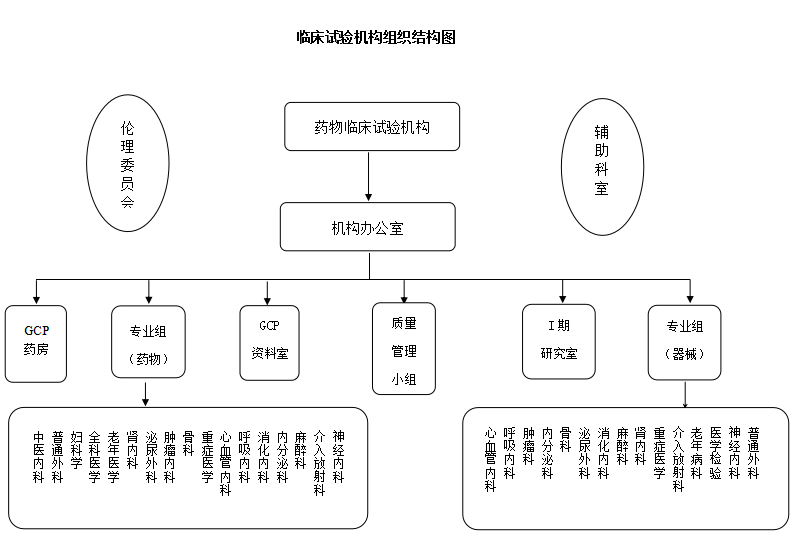 临床试验机构组织结构图
伦理委员会
药物临床试验机构
辅助科室
机构办公室
GCP
药房
专业组
（药物）
GCP
资料室
质量
管理
小组
I期
研究室
专业组
（器械）
中医内科
普通外科
妇科学
全科医学
老年医学
肾内科
泌尿外科
肿瘤内科
骨科
重症医学
心血管内科
呼吸内科
消化内科
内分泌科
麻醉科
介入放射科
神经内科
心血管内科
呼吸内科
肿瘤科
内分泌科
骨科
泌尿外科
消化内科
麻醉科
肾内科
重症医学
介入放射科
老年病科
医学检验
神经内科
普通外科